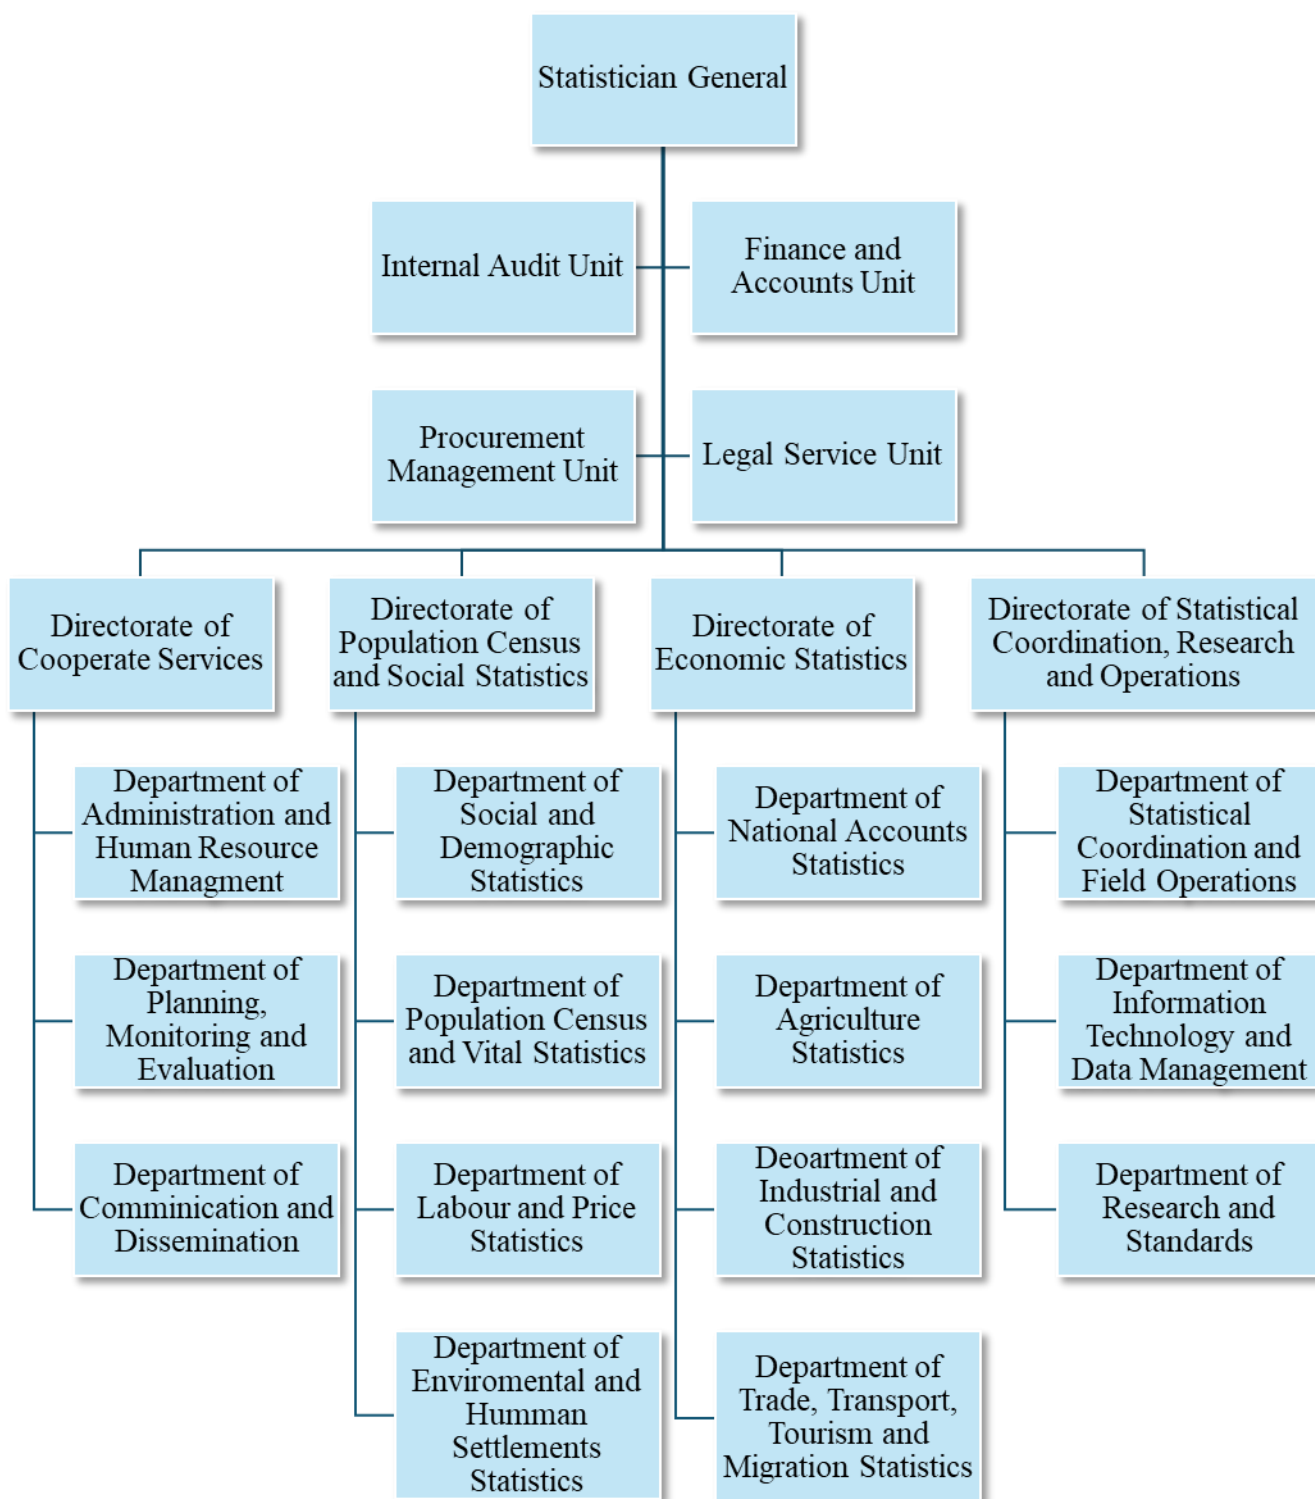 Statistician General
Internal Audit Unit
Finance and
Accounts Unit
Procurement
Management Unit
Legal Service Unit
Directorate of
Cooperate Services
Directorate of
Population Census
and Social Statistics
Directorate of
Economic Statistics
Directorate of Statistical
Coordination, Research
and Operations
Department of
Administration and
Human Resource
Managment
Department of
Social and
Demographic
Statistics
Department of
National Accounts
Statistics
Department of
Statistical
Coordination and
Field Operations
Department of
Planning,
Monitoring and
Evaluation
Department of
Population Census
and Vital Statistics
Department of
Agriculture
Statistics
Department of
Information
Technology and
Data Management
Department of
Comminication and
Dissemination
Department of
Labour and Price
Statistics
Deoartment of
Industrial and
Construction
Statistics
Department of
Research and
Standards
Department of
Enviromental and
Humman
Settlements
Statistics
Department of
Trade, Transport,
Tourism and
Migration Statistics